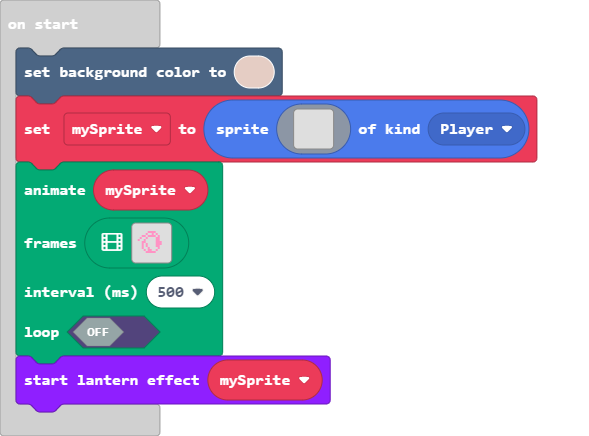 on start
set background color to
set mySprite to sprite of kind Player
animate mySprite
frames
interval (ms) 500
loop OFF
start lantern effect mySprite